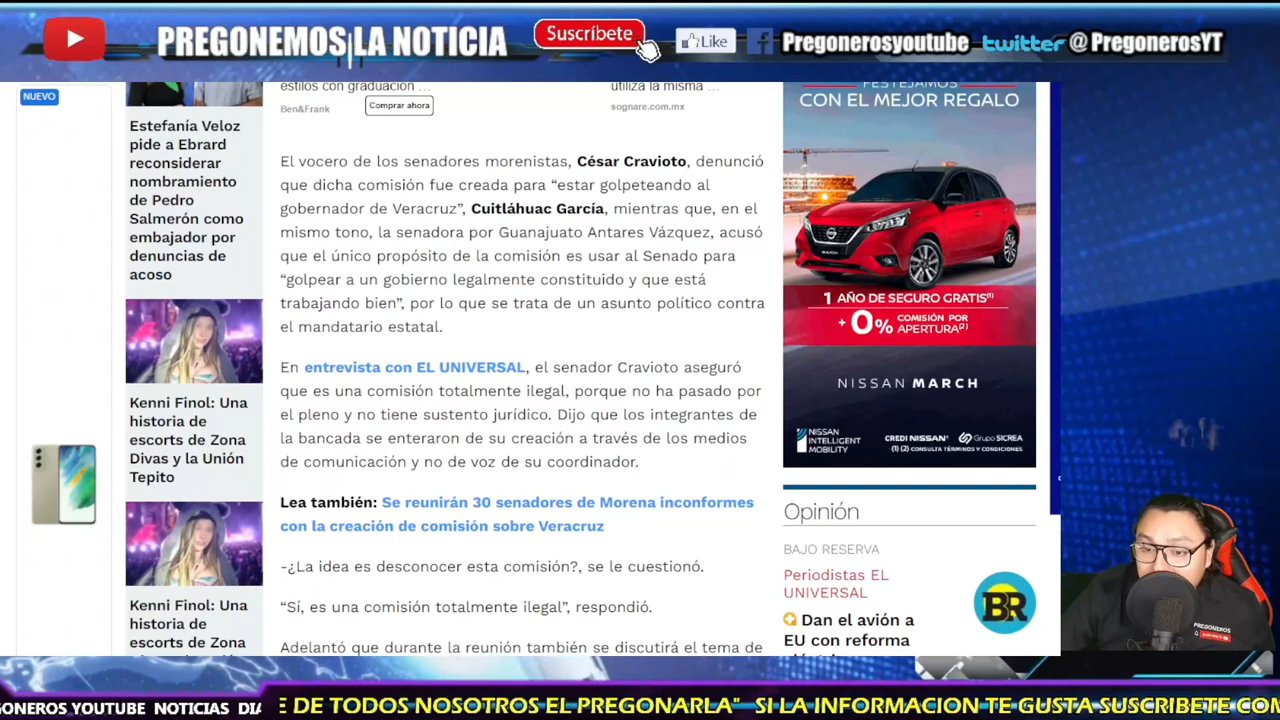 PREGONEMOS LA NOTICIA
Suscríbete
Like
Pregonerosyoutube
twitter @PregonerosYT
NUEVO
Estefanía Veloz
pide a Ebrard
reconsiderar
nombramiento
de Pedro
Salmerón como
embajador por
denuncias de
acoso
Kenni Finol: Una
historia de
escorts de Zona
Divas y la Unión
Tepito
Kenni Finol: Una
historia de
escorts de Zona
estilos con graduación ...
Ben&Frank
Comprar ahora
utiliza la misma ...
sognare.com.mx
El vocero de los senadores morenistas, César Cravioto, denunció
que dicha comisión fue creada para “estar golpeteando al
gobernador de Veracruz”, Cuitláhuac García, mientras que, en el
mismo tono, la senadora por Guanajuato Antares Vázquez, acusó
que el único propósito de la comisión es usar al Senado para
“golpear a un gobierno legalmente constituido y que está
trabajando bien”, por lo que se trata de un asunto político contra
el mandatario estatal.
En entrevista con EL UNIVERSAL, el senador Cravioto aseguró
que es una comisión totalmente ilegal, porque no ha pasado por
el pleno y no tiene sustento jurídico. Dijo que los integrantes de
la bancada se enteraron de su creación a través de los medios
de comunicación y no de voz de su coordinador.
Lea también: Se reunirán 30 senadores de Morena inconformes
con la creación de comisión sobre Veracruz
-¿La idea es desconocer esta comisión?, se le cuestionó.
“Sí, es una comisión totalmente ilegal”, respondió.
Adelantó que durante la reunión también se discutirá el tema de
FESTEJAMOS
CON EL MEJOR REGALO
1 AÑO DE SEGURO GRATIS(1)
+ 0% COMISIÓN POR
APERTURA(2)
NISSAN MARCH
NISSAN
INTELLIGENT
MOBILITY
CREDI NISSAN
Grupo SICREA
(1) (2) CONSULTA TÉRMINOS Y CONDICIONES
Opinión
BAJO RESERVA
Periodistas EL
UNIVERSAL
Dan el avión a
EU con reforma
BR
PREGONEMOS
GONEROS YOUTUBE NOTICIAS DIA
E DE TODOS NOSOTROS EL PREGONARLA" SI LA INFORMACION TE GUSTA SUSCRIBETE COM